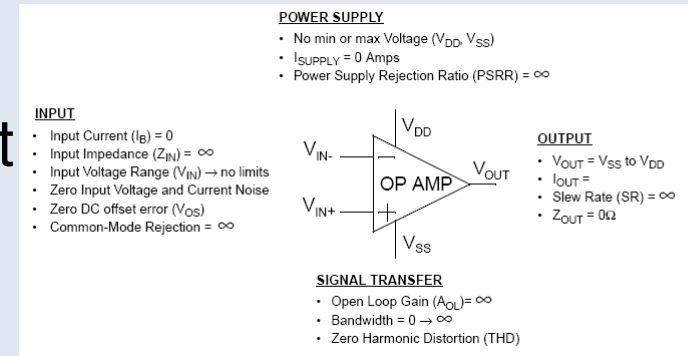 POWER SUPPLY
• No min or max Voltage (VDD, VSS)
• ISUPPLY = 0 Amps
• Power Supply Rejection Ratio (PSRR) = ∞
t
INPUT
• Input Current (IB) = 0
• Input Impedance (ZIN) = ∞
• Input Voltage Range (VIN) → no limits
• Zero Input Voltage and Current Noise
• Zero DC offset error (VOS)
• Common-Mode Rejection = ∞
VDD
VIN-
−
OP AMP
VOUT
VIN+
+
VSS
OUTPUT
• VOUT = VSS to VDD
• IOUT =
• Slew Rate (SR) = ∞
• ZOUT = 0Ω
SIGNAL TRANSFER
• Open Loop Gain (AOL)= ∞
• Bandwidth = 0 → ∞
• Zero Harmonic Distortion (THD)